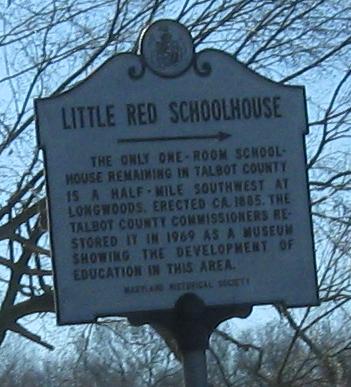 LITTLE RED SCHOOLHOUSE
THE ONLY ONE-ROOM SCHOOL-
HOUSE REMAINING IN TALBOT COUNTY
IS A HALF-MILE SOUTHWEST AT
LONGWOODS. ERECTED CA. 1885. THE
TALBOT COUNTY COMMISSIONERS RE-
STORED IT IN 1969 AS A MUSEUM
SHOWING THE DEVELOPMENT OF
EDUCATION IN THIS AREA.
MARYLAND HISTORICAL SOCIETY